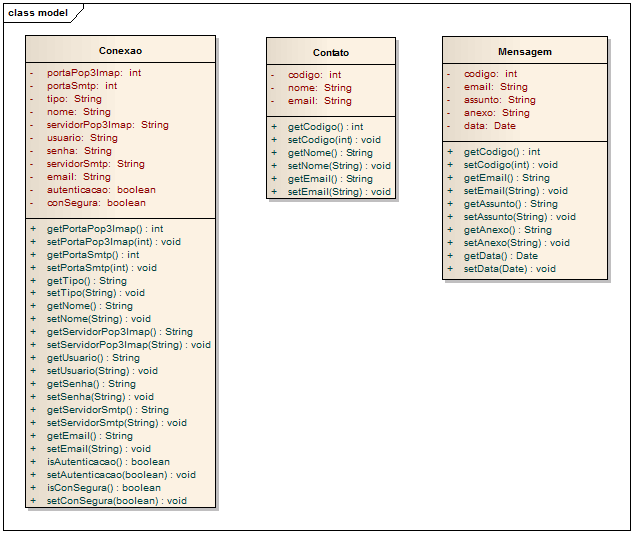 class model
Conexao
- portaPop3Imap: int
- portaSmtp: int
- tipo: String
- nome: String
- servidorPop3Imap: String
- usuario: String
- senha: String
- servidorSmtp: String
- email: String
- autenticacao: boolean
- conSegura: boolean
+ getPortaPop3Imap() : int
+ setPortaPop3Imap(int) : void
+ getPortaSmtp() : int
+ setPortaSmtp(int) : void
+ getTipo() : String
+ setTipo(String) : void
+ getNome() : String
+ setNome(String) : void
+ getServidorPop3Imap() : String
+ setServidorPop3Imap(String) : void
+ getUsuario() : String
+ setUsuario(String) : void
+ getSenha() : String
+ setSenha(String) : void
+ getServidorSmtp() : String
+ setServidorSmtp(String) : void
+ getEmail() : String
+ setEmail(String) : void
+ isAutenticacao() : boolean
+ setAutenticacao(boolean) : void
+ isConSegura() : boolean
+ setConSegura(boolean) : void
Contato
- codigo: int
- nome: String
- email: String
+ getCodigo() : int
+ setCodigo(int) : void
+ getNome() : String
+ setNome(String) : void
+ getEmail() : String
+ setEmail(String) : void
Mensagem
- codigo: int
- email: String
- assunto: String
- anexo: String
- data: Date
+ getCodigo() : int
+ setCodigo(int) : void
+ getEmail() : String
+ setEmail(String) : void
+ getAssunto() : String
+ setAssunto(String) : void
+ getAnexo() : String
+ setAnexo(String) : void
+ getData() : Date
+ setData(Date) : void